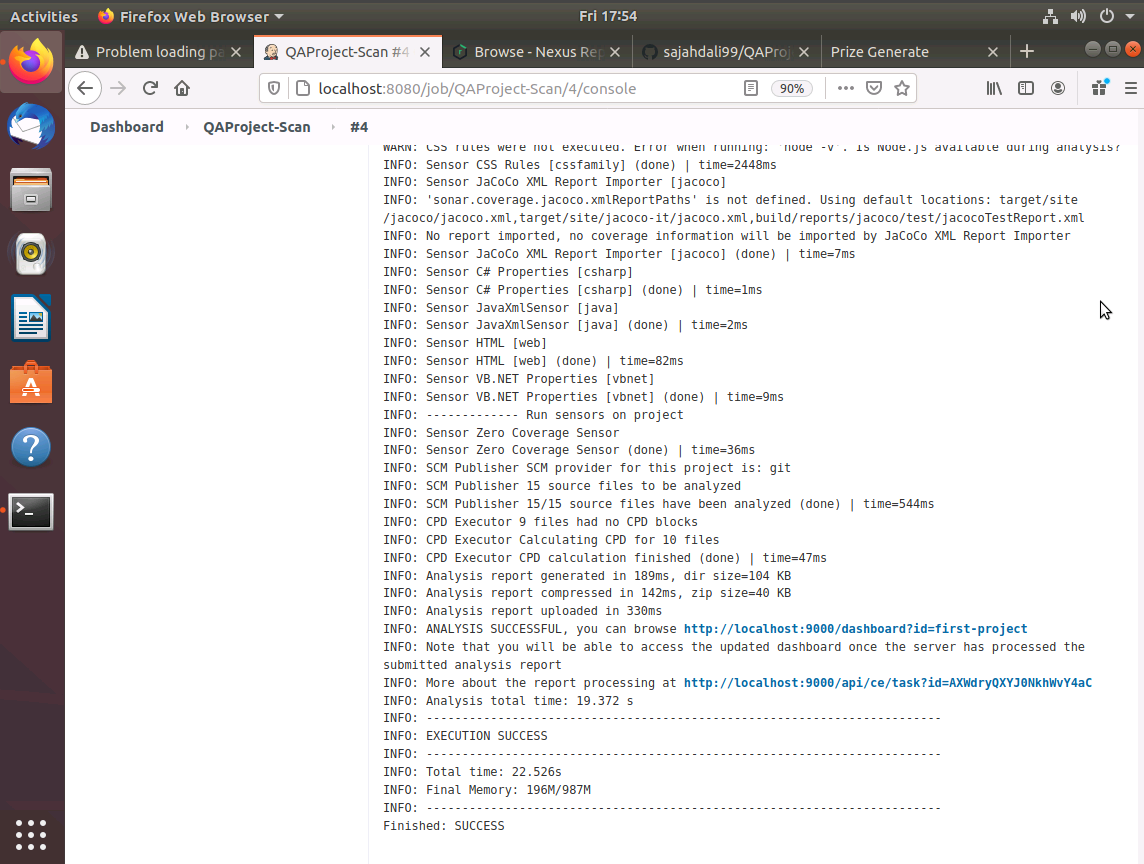 Activities
Firefox Web Browser
Fri 17:54
Problem loading pa
QAProject-Scan #4
Browse - Nexus Rep
sajahdali99/QAProj
Prize Generate
localhost:8080/job/QAProject-Scan/4/console
90%
Dashboard
QAProject-Scan
#4
WARN: CSS rules were not executed. Error when running: 'node -v'. Is Node.js available during analysis?
INFO: Sensor CSS Rules [cssfamily] (done) | time=2448ms
INFO: Sensor JaCoCo XML Report Importer [jacoco]
INFO: 'sonar.coverage.jacoco.xmlReportPaths' is not defined. Using default locations: target/site
/jacoco/jacoco.xml,target/site/jacoco-it/jacoco.xml,build/reports/jacoco/test/jacocoTestReport.xml
INFO: No report imported, no coverage information will be imported by JaCoCo XML Report Importer
INFO: Sensor JaCoCo XML Report Importer [jacoco] (done) | time=7ms
INFO: Sensor C# Properties [csharp]
INFO: Sensor C# Properties [csharp] (done) | time=1ms
INFO: Sensor JavaXmlSensor [java]
INFO: Sensor JavaXmlSensor [java] (done) | time=2ms
INFO: Sensor HTML [web]
INFO: Sensor HTML [web] (done) | time=82ms
INFO: Sensor VB.NET Properties [vbnet]
INFO: Sensor VB.NET Properties [vbnet] (done) | time=9ms
INFO: ------------- Run sensors on project
INFO: Sensor Zero Coverage Sensor
INFO: Sensor Zero Coverage Sensor (done) | time=36ms
INFO: SCM Publisher SCM provider for this project is: git
INFO: SCM Publisher 15 source files to be analyzed
INFO: SCM Publisher 15/15 source files have been analyzed (done) | time=544ms
INFO: CPD Executor 9 files had no CPD blocks
INFO: CPD Executor Calculating CPD for 10 files
INFO: CPD Executor CPD calculation finished (done) | time=47ms
INFO: Analysis report generated in 189ms, dir size=104 KB
INFO: Analysis report compressed in 142ms, zip size=40 KB
INFO: Analysis report uploaded in 330ms
INFO: ANALYSIS SUCCESSFUL, you can browse http://localhost:9000/dashboard?id=first-project
INFO: Note that you will be able to access the updated dashboard once the server has processed the
submitted analysis report
INFO: More about the report processing at http://localhost:9000/api/ce/task?id=AXWdryQXYJ0NkhWvY4aC
INFO: Analysis total time: 19.372 s
INFO: ------------------------------------------------------------------------
INFO: EXECUTION SUCCESS
INFO: ------------------------------------------------------------------------
INFO: Total time: 22.526s
INFO: Final Memory: 196M/987M
INFO: ------------------------------------------------------------------------
Finished: SUCCESS